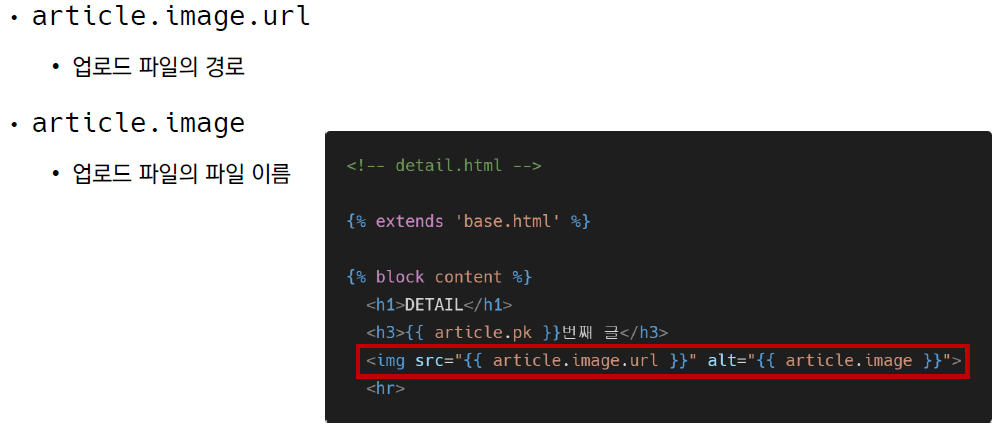 • article.image.url
• 업로드 파일의 경로
• article.image
• 업로드 파일의 파일 이름
<!-- detail.html -->
{% extends 'base.html' %}
{% block content %}
<h1>DETAIL</h1>
<h3>{{ article.pk }}번째 글</h3>
<img src="{{ article.image.url }}" alt="{{ article.image }}">
<hr>